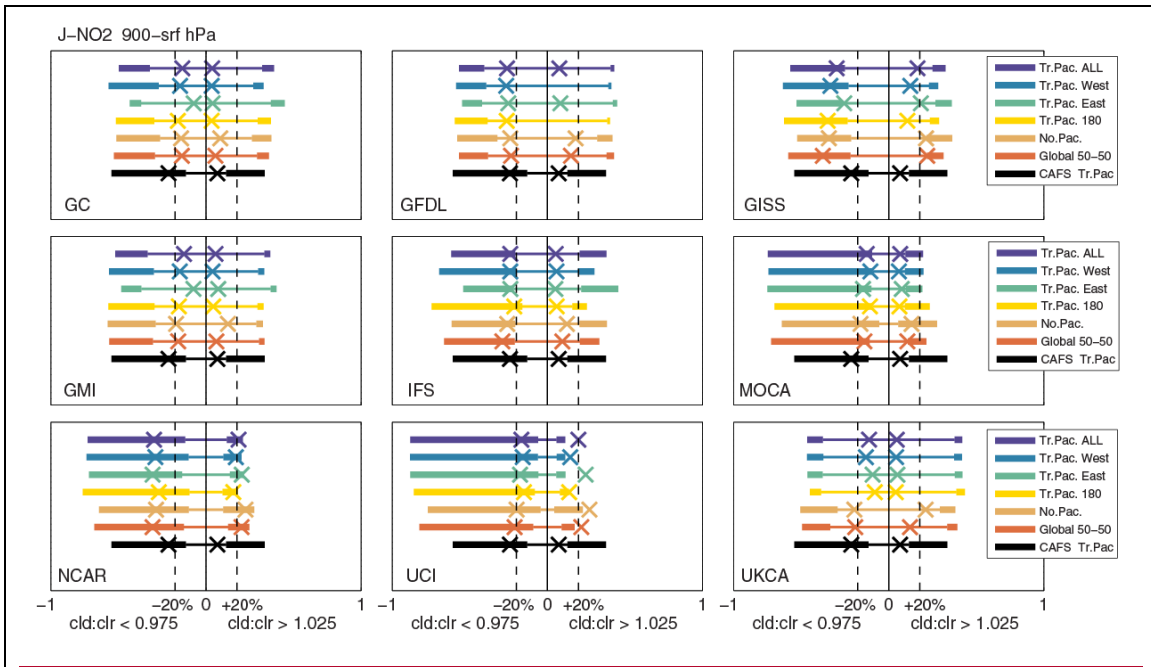 J-NO2 900-srf hPa
GC
GFDL
GISS
Tr.Pac. ALL
Tr.Pac. West
Tr.Pac. East
Tr.Pac. 180
No.Pac.
Global 50-50
CAFS Tr.Pac
GMI
IFS
MOCA
Tr.Pac. ALL
Tr.Pac. West
Tr.Pac. East
Tr.Pac. 180
No.Pac.
Global 50-50
CAFS Tr.Pac
NCAR
UCI
UKCA
Tr.Pac. ALL
Tr.Pac. West
Tr.Pac. East
Tr.Pac. 180
No.Pac.
Global 50-50
CAFS Tr.Pac
-1 -20% 0 +20% -1 -20% 0 +20% -1 -20% 0 +20% 1
cld:clr < 0.975 cld:clr > 1.025 cld:clr < 0.975 cld:clr > 1.025 cld:clr < 0.975 cld:clr > 1.025